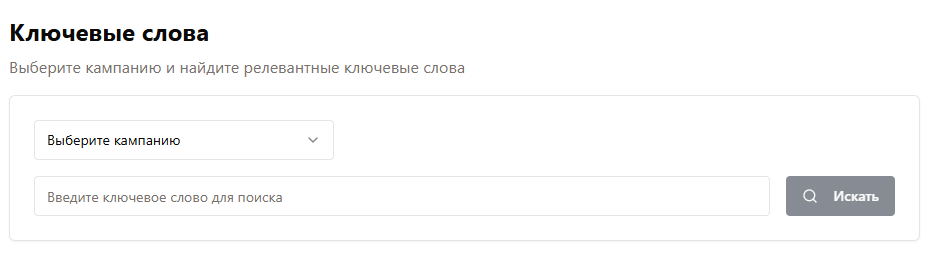 Ключевые слова
Выберите кампанию и найдите релевантные ключевые слова
Выберите кампанию
Введите ключевое слово для поиска
Искать